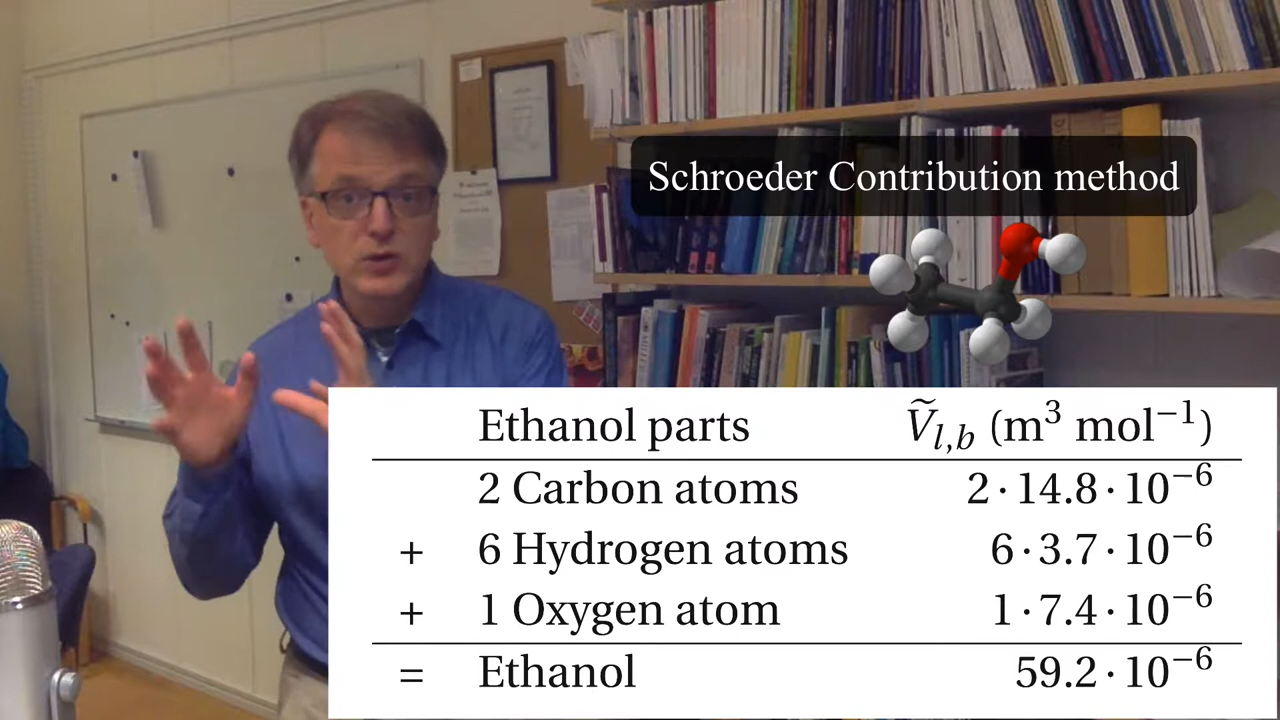 Schroeder Contribution method
Ethanol parts Ṽₗ,b (m³ mol⁻¹)
2 Carbon atoms 2·14.8·10⁻⁶
+ 6 Hydrogen atoms 6·3.7·10⁻⁶
+ 1 Oxygen atom 1·7.4·10⁻⁶
= Ethanol 59.2·10⁻⁶